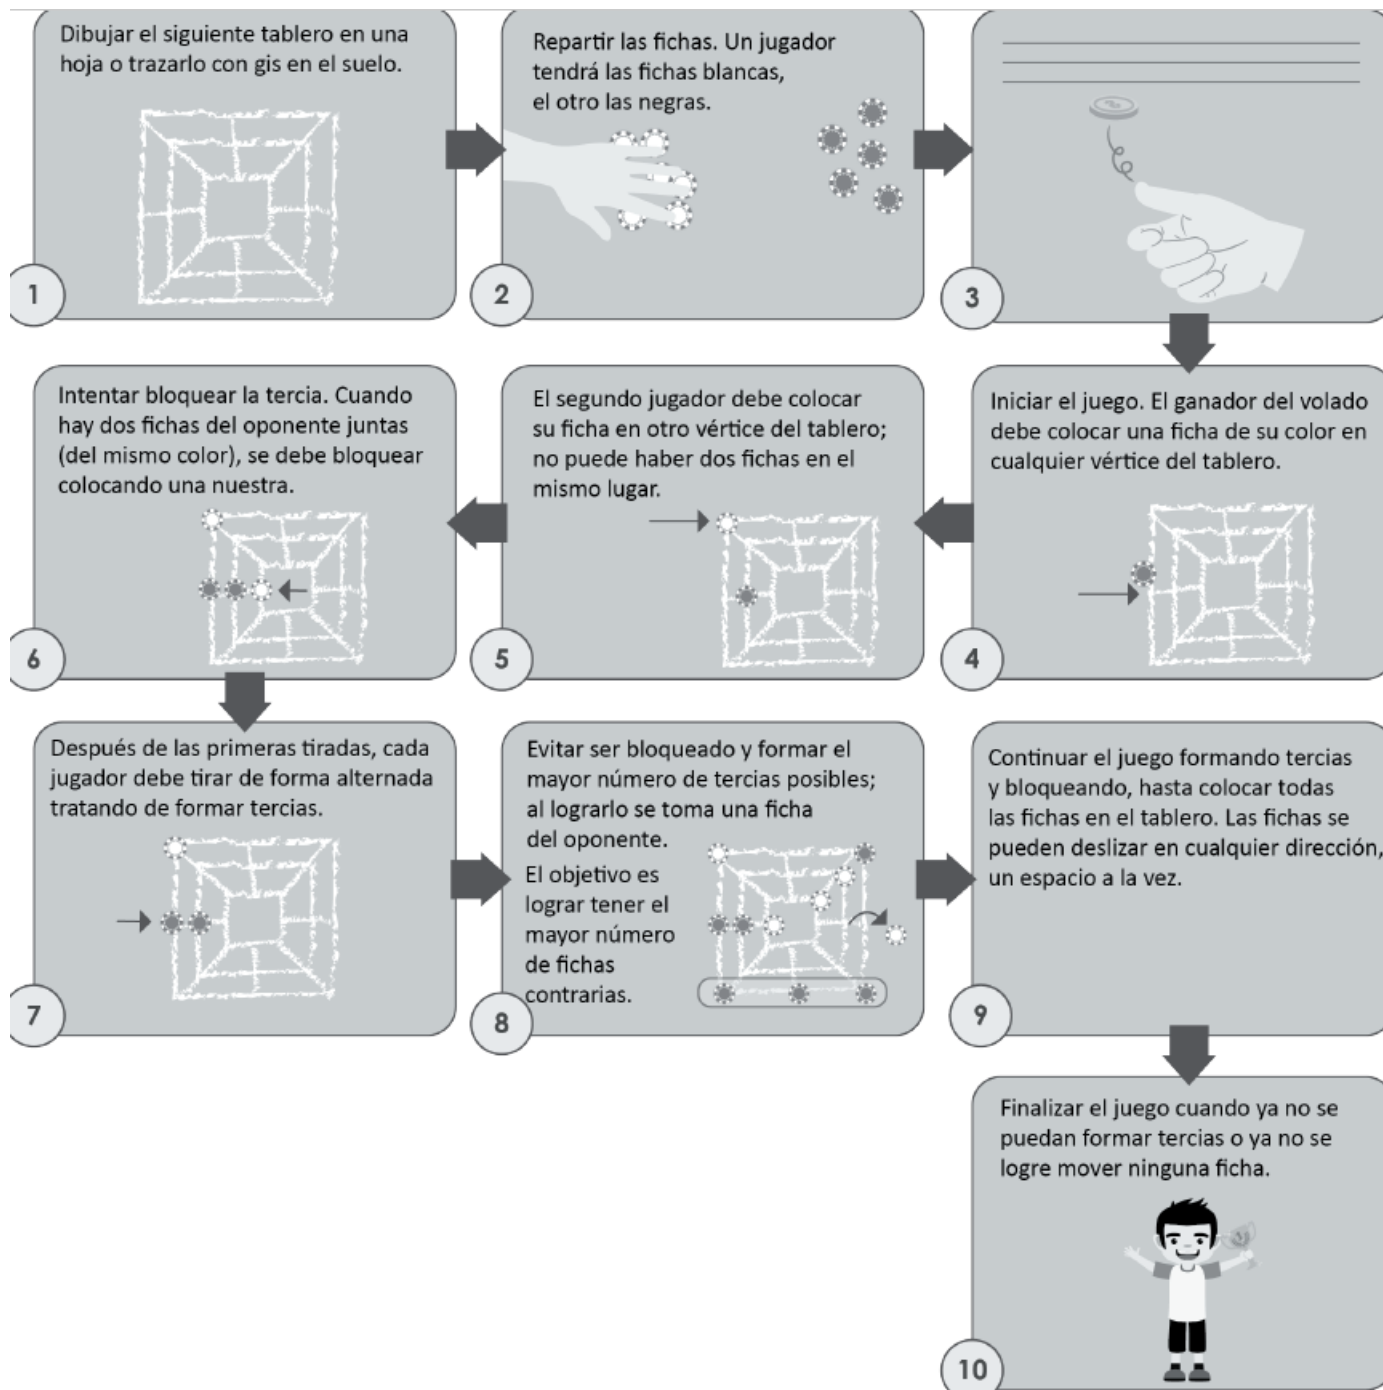 Dibujar el siguiente tablero en una
hoja o trazarlo con gis en el suelo.
1
Repartir las fichas. Un jugador
tendrá las fichas blancas,
el otro las negras.
2
3
Iniciar el juego. El ganador del volado
debe colocar una ficha de su color en
cualquier vértice del tablero.
4
El segundo jugador debe colocar
su ficha en otro vértice del tablero;
no puede haber dos fichas en el
mismo lugar.
5
Intentar bloquear la tercia. Cuando
hay dos fichas del oponente juntas
(del mismo color), se debe bloquear
colocando una nuestra.
6
Después de las primeras tiradas, cada
jugador debe tirar de forma alternada
tratando de formar tercias.
7
Evitar ser bloqueado y formar el
mayor número de tercias posibles;
al lograrlo se toma una ficha
del oponente.
El objetivo es
lograr tener el
mayor número
de fichas
contrarias.
8
Continuar el juego formando tercias
y bloqueando, hasta colocar todas
las fichas en el tablero. Las fichas se
pueden deslizar en cualquier dirección,
un espacio a la vez.
9
Finalizar el juego cuando ya no se
puedan formar tercias o ya no se
logre mover ninguna ficha.
10